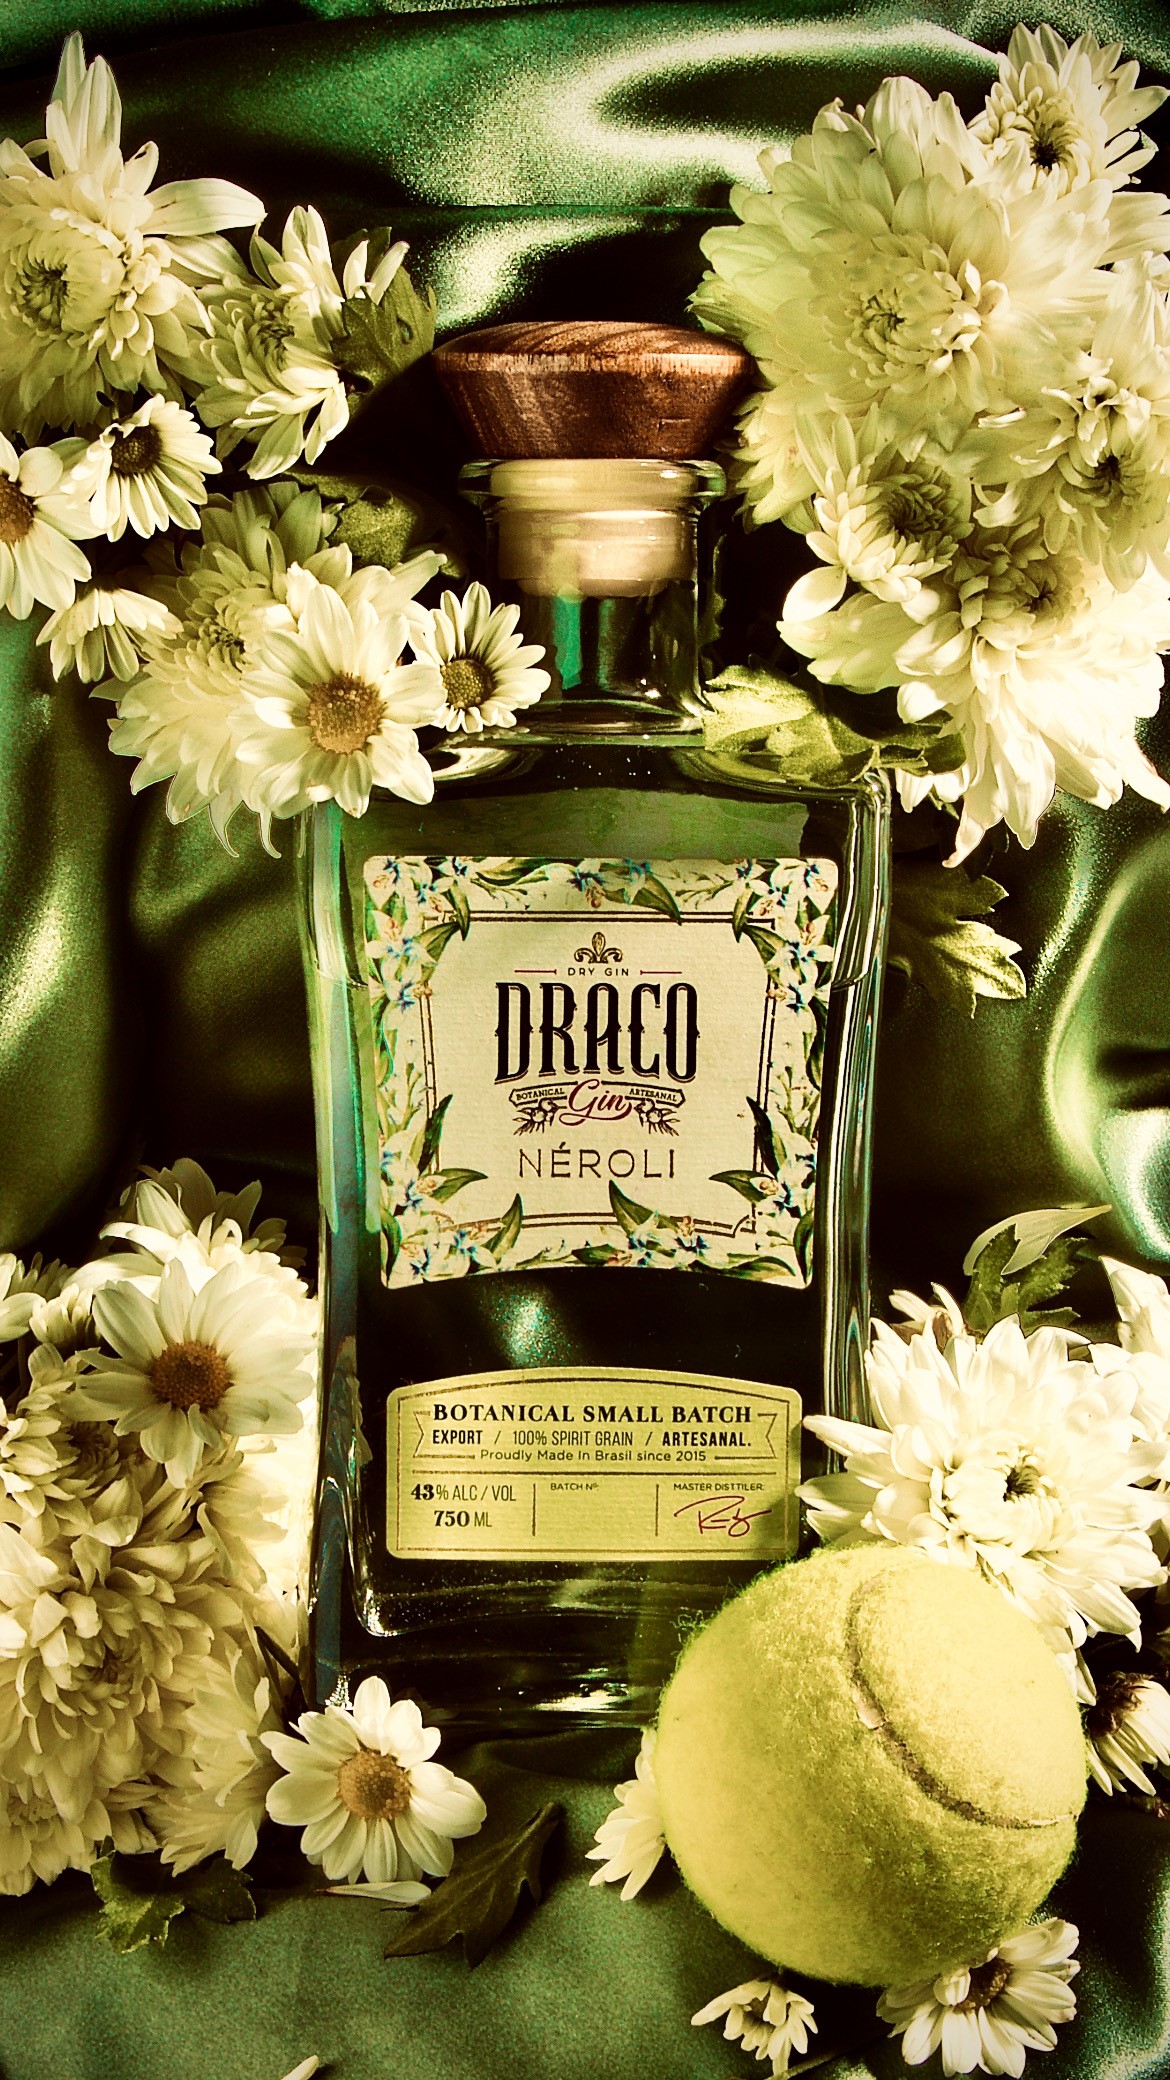 DRY GIN
DRACO
BOTANICAL Gin ARTESANAL
NÉROLI
BOTANICAL SMALL BATCH
EXPORT / 100% SPIRIT GRAIN / ARTESANAL.
Proudly Made In Brasil since 2015
43% ALC / VOL
750 ML
BATCH Nº:
MASTER DISTTILER: